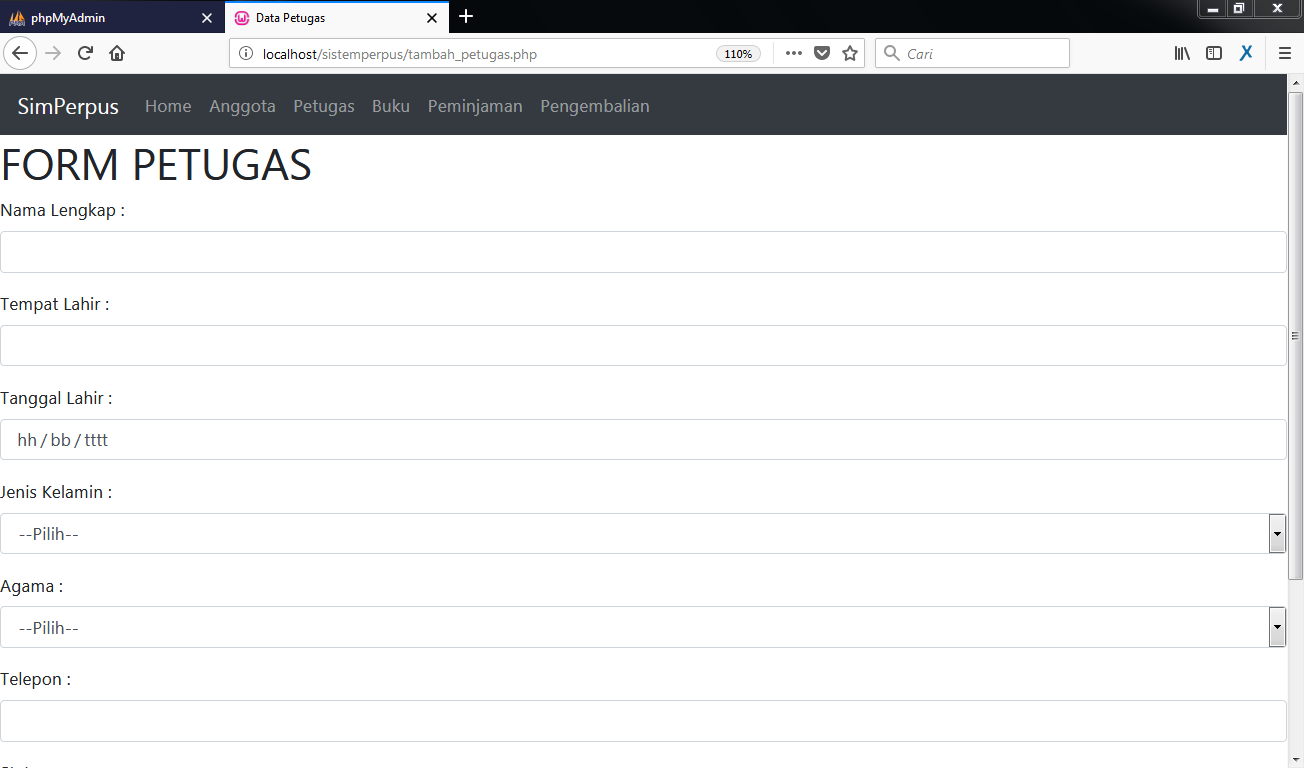 phpMyAdmin
Data Petugas
localhost/sistemperpus/tambah_petugas.php
110%
Cari
SimPerpus Home Anggota Petugas Buku Peminjaman Pengembalian
FORM PETUGAS
Nama Lengkap :
Tempat Lahir :
Tanggal Lahir :
hh / bb / tttt
Jenis Kelamin :
--Pilih--
Agama :
--Pilih--
Telepon :